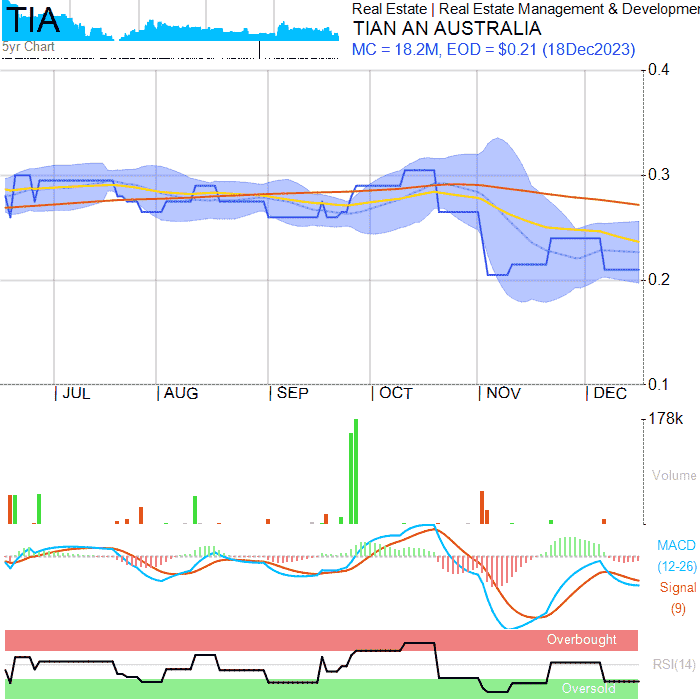 TIA
5yr Chart
Real Estate | Real Estate Management & Developmen
TIAN AN AUSTRALIA
MC = 18.2M, EOD = $0.21 (18Dec2023)
0.4
0.3
0.2
0.1
JUL
AUG
SEP
OCT
NOV
DEC
178k
Volume
MACD
(12-26)
Signal
(9)
Overbought
RSI(14)
Oversold